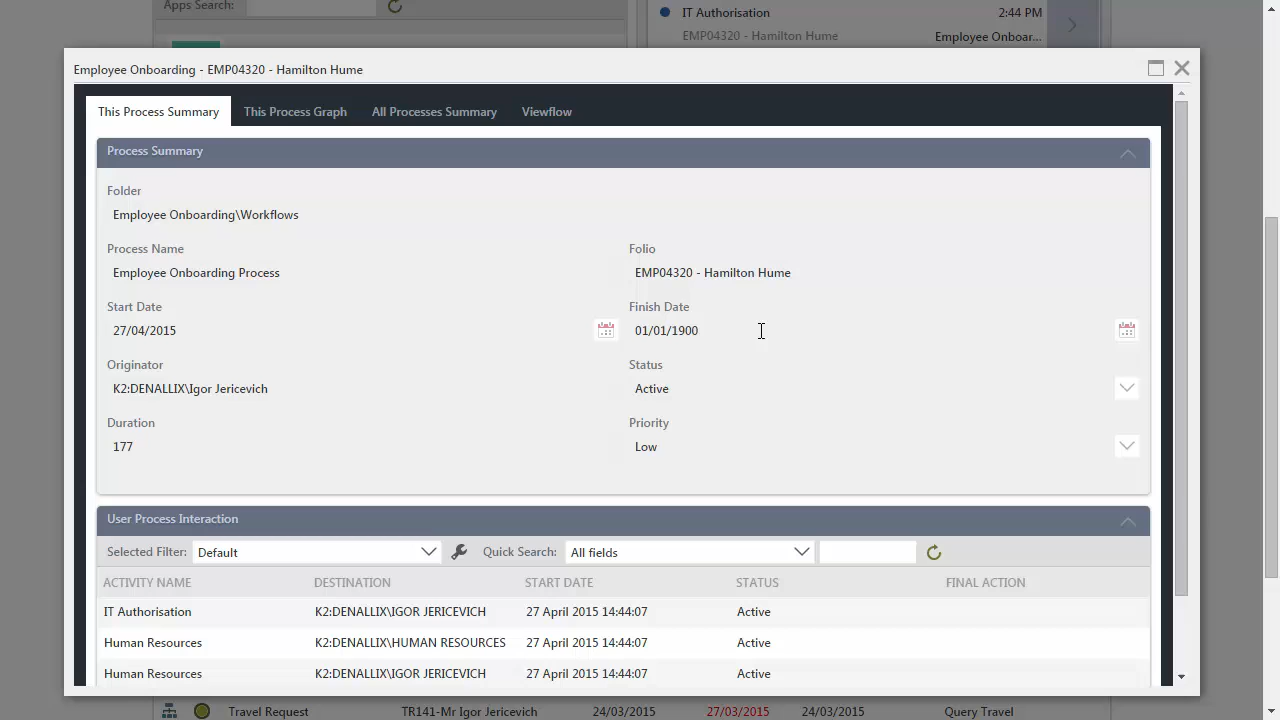 Apps Search:
IT Authorisation 2:44 PM
EMP04320 - Hamilton Hume Employee Onboar...
Employee Onboarding - EMP04320 - Hamilton Hume
This Process Summary This Process Graph All Processes Summary Viewflow
Process Summary
Folder
Employee Onboarding\Workflows
Process Name Folio
Employee Onboarding Process EMP04320 - Hamilton Hume
Start Date Finish Date
27/04/2015 01/01/1900
Originator Status
K2:DENALLIX\Igor Jericevich Active
Duration Priority
177 Low
User Process Interaction
Selected Filter: Default Quick Search: All fields
ACTIVITY NAME DESTINATION START DATE STATUS FINAL ACTION
IT Authorisation K2:DENALLIX\IGOR JERICEVICH 27 April 2015 14:44:07 Active
Human Resources K2:DENALLIX\HUMAN RESOURCES 27 April 2015 14:44:07 Active
Human Resources K2:DENALLIX\IGOR JERICEVICH 27 April 2015 14:44:07 Active
Travel Request TR141-Mr Igor Jericevich 24/03/2015 27/03/2015 24/03/2015 Query Travel